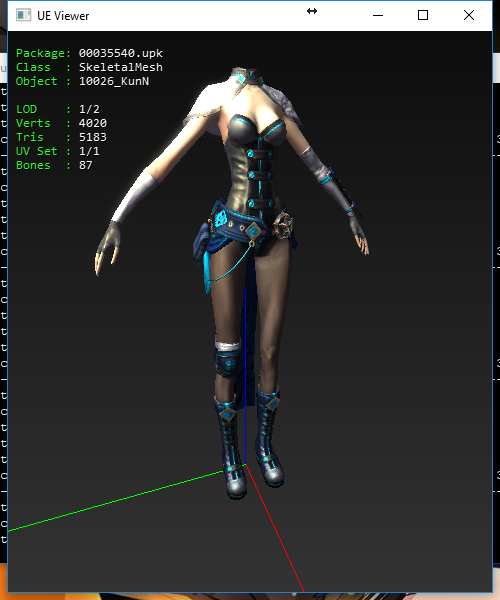 UE Viewer
Package: 00035540.upk
Class : SkeletalMesh
Object : 10026_KunN
LOD : 1/2
Verts : 4020
Tris : 5183
UV Set : 1/1
Bones : 87